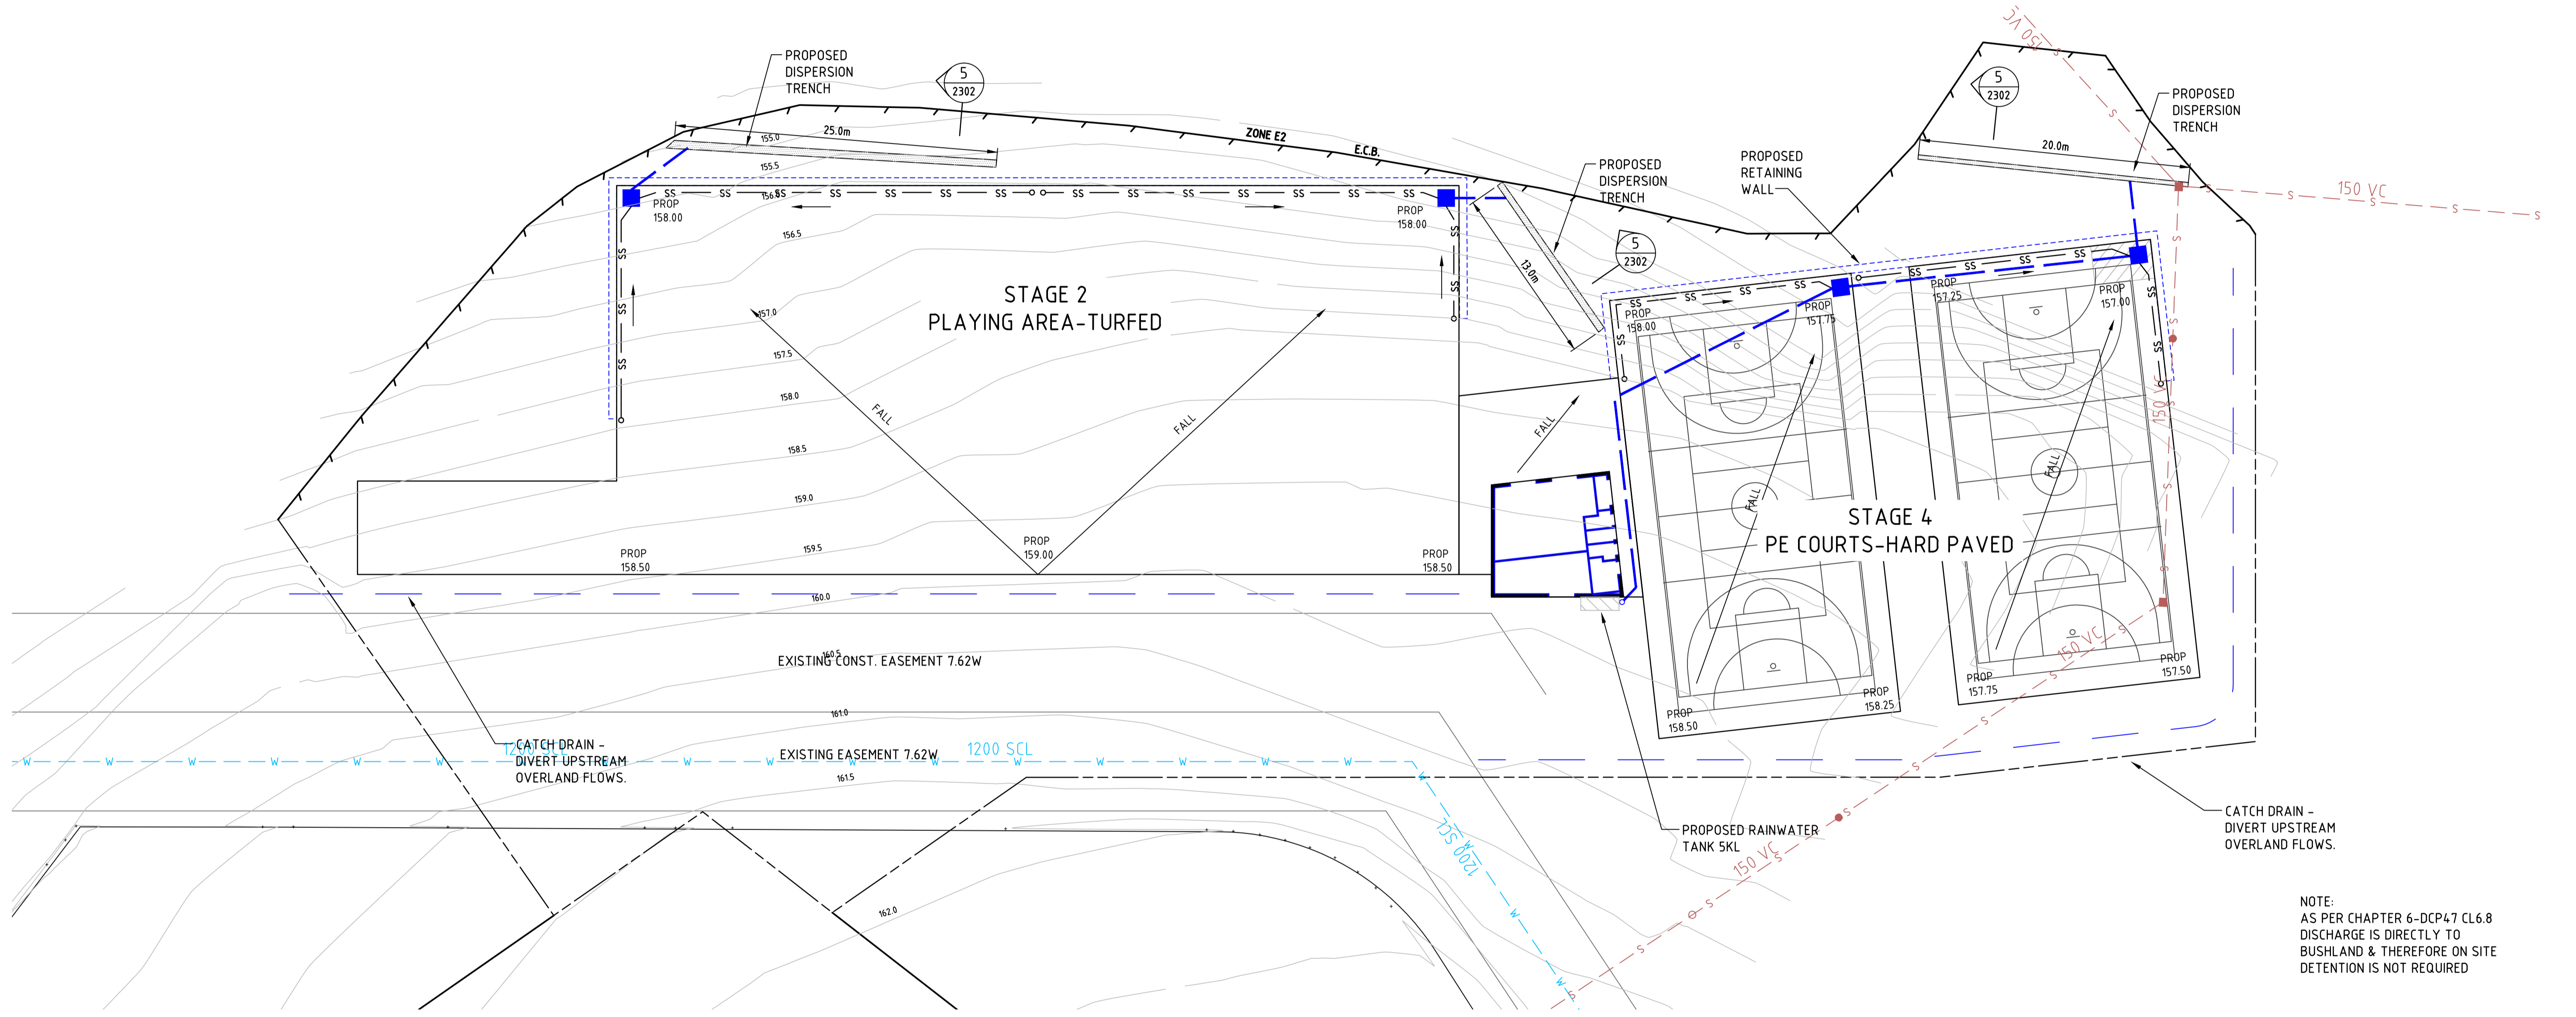 150 VC
PROPOSED
DISPERSION
TRENCH
5
2302
5
2302
PROPOSED
DISPERSION
TRENCH
25.0m
155.0
155.5
ZONE E2
E.C.B.
20.0m
PROPOSED
DISPERSION
TRENCH
PROPOSED
RETAINING
WALL
150 VC
PROP
158.00
156.0
PROP
158.00
156.5
5
2302
13.0m
STAGE 2
PLAYING AREA-TURFED
157.0
157.5
158.0
158.5
159.0
159.5
FALL
FALL
FALL
PROP
158.00
PROP
157.75
PROP
157.25
PROP
157.00
150 VC
FALL
FALL
STAGE 4
PE COURTS-HARD PAVED
PROP
158.50
PROP
159.00
PROP
158.50
160.0
160.5
EXISTING CONST. EASEMENT 7.62W
150 VC
PROP
157.75
PROP
157.50
PROP
158.50
PROP
158.25
161.0
1200 SCL
CATCH DRAIN -
DIVERT UPSTREAM
OVERLAND FLOWS.
EXISTING EASEMENT 7.62W
1200 SCL
161.5
1200 SCL
162.0
PROPOSED RAINWATER
TANK 5KL
150 VC
CATCH DRAIN -
DIVERT UPSTREAM
OVERLAND FLOWS.
NOTE:
AS PER CHAPTER 6-DCP47 CL6.8
DISCHARGE IS DIRECTLY TO
BUSHLAND & THEREFORE ON SITE
DETENTION IS NOT REQUIRED